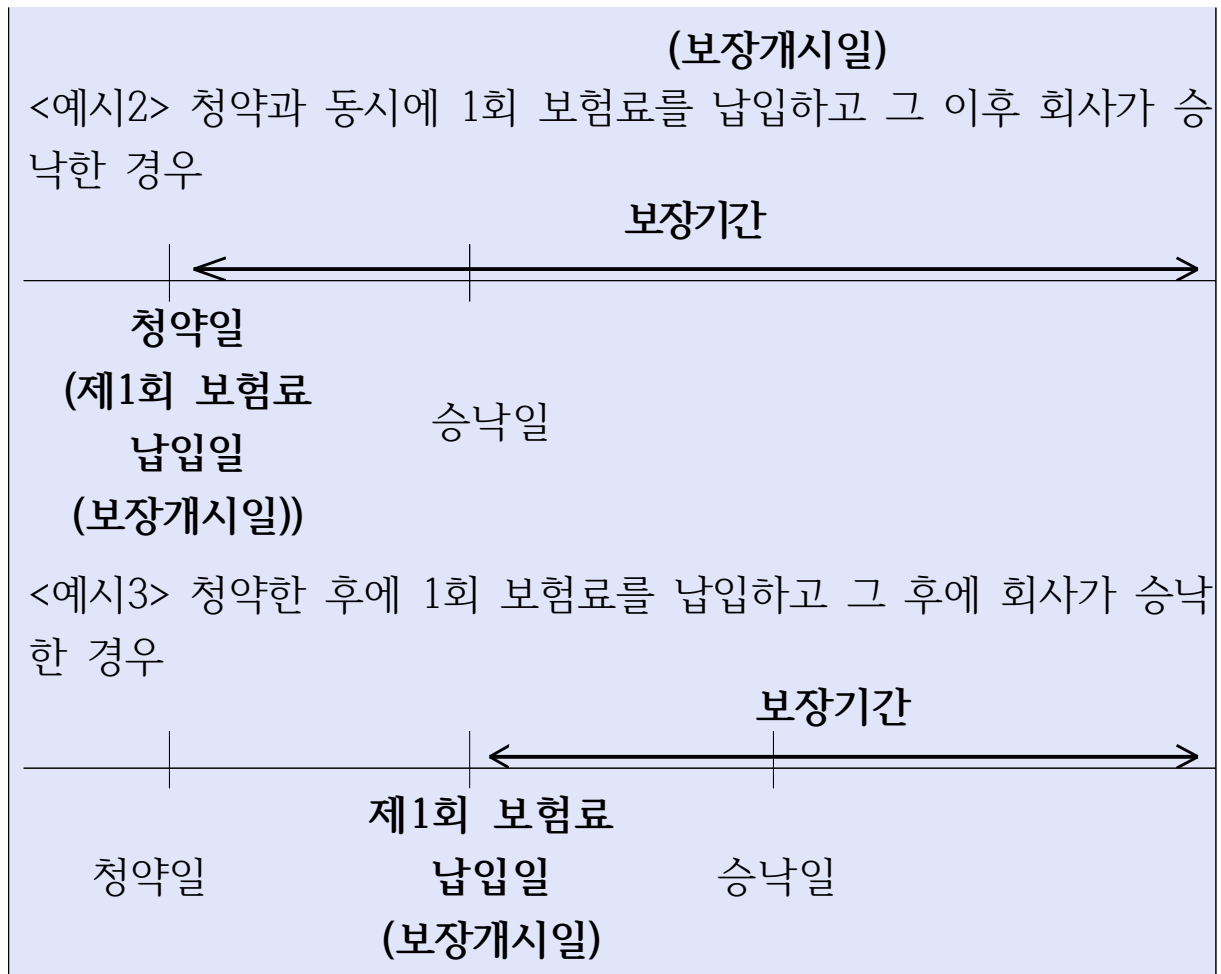 (보장개시일)
<예시2> 청약과 동시에 1회 보험료를 납입하고 그 이후 회사가 승
낙한 경우
보장기간
청약일
(제1회 보험료
납입일
(보장개시일))
승낙일
<예시3> 청약한 후에 1회 보험료를 납입하고 그 후에 회사가 승낙
한 경우
보장기간
청약일
제1회 보험료
납입일
(보장개시일)
승낙일